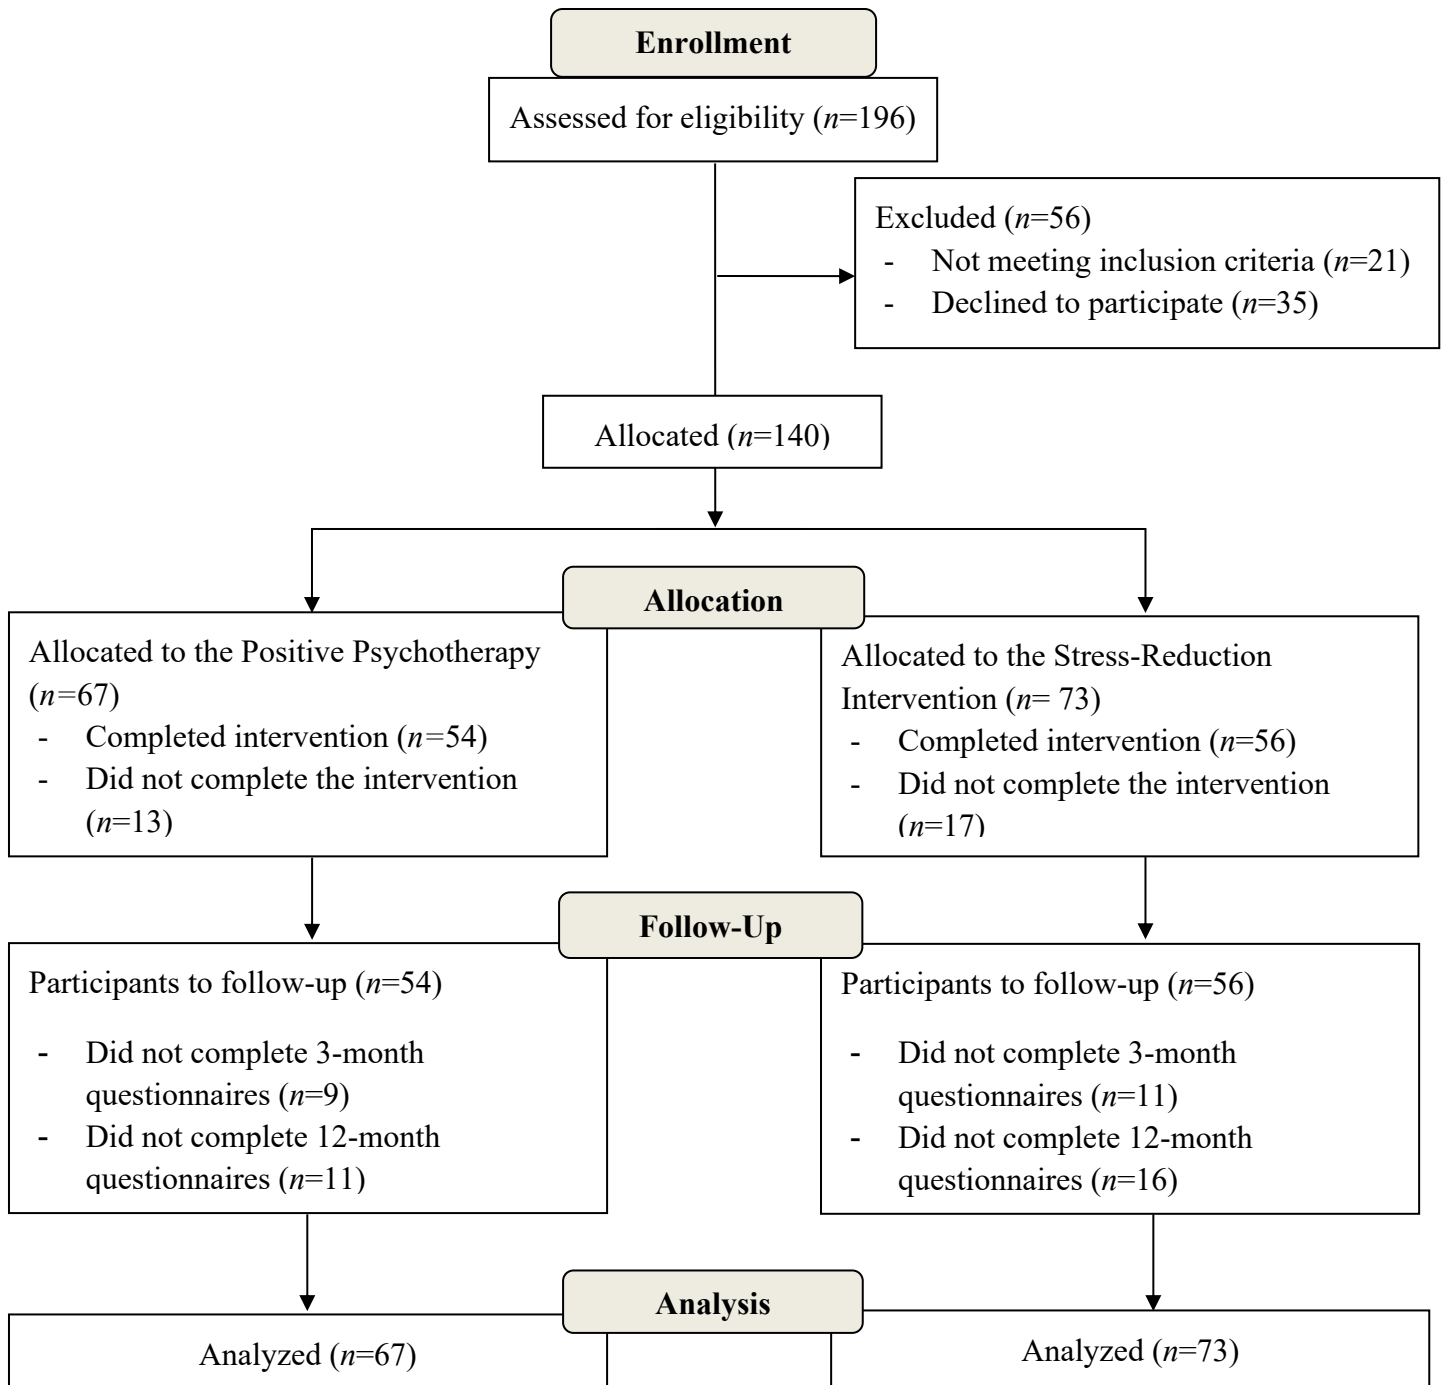 Enrollment
Assessed for eligibility (n=196)
Excluded (n=56)
- Not meeting inclusion criteria (n=21)
- Declined to participate (n=35)
Allocated (n=140)
Allocation
Allocated to the Positive Psychotherapy
(n=67)
- Completed intervention (n=54)
- Did not complete the intervention
(n=13)
Allocated to the Stress-Reduction
Intervention (n= 73)
- Completed intervention (n=56)
- Did not complete the intervention
(n=17)
Follow-Up
Participants to follow-up (n=54)
- Did not complete 3-month
questionnaires (n=9)
- Did not complete 12-month
questionnaires (n=11)
Participants to follow-up (n=56)
- Did not complete 3-month
questionnaires (n=11)
- Did not complete 12-month
questionnaires (n=16)
Analysis
Analyzed (n=67)
Analyzed (n=73)